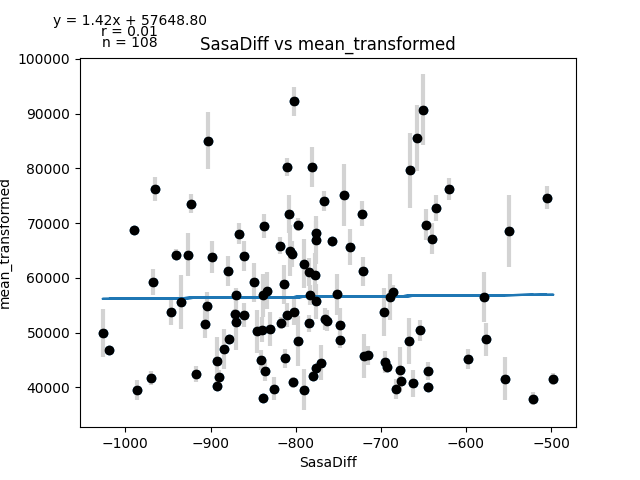 y = 1.42x + 57648.80
r = 0.01
n = 108
SasaDiff vs mean_transformed
100000
90000
80000
70000
60000
50000
40000
mean_transformed
−1000
−900
−800
−700
−600
−500
SasaDiff